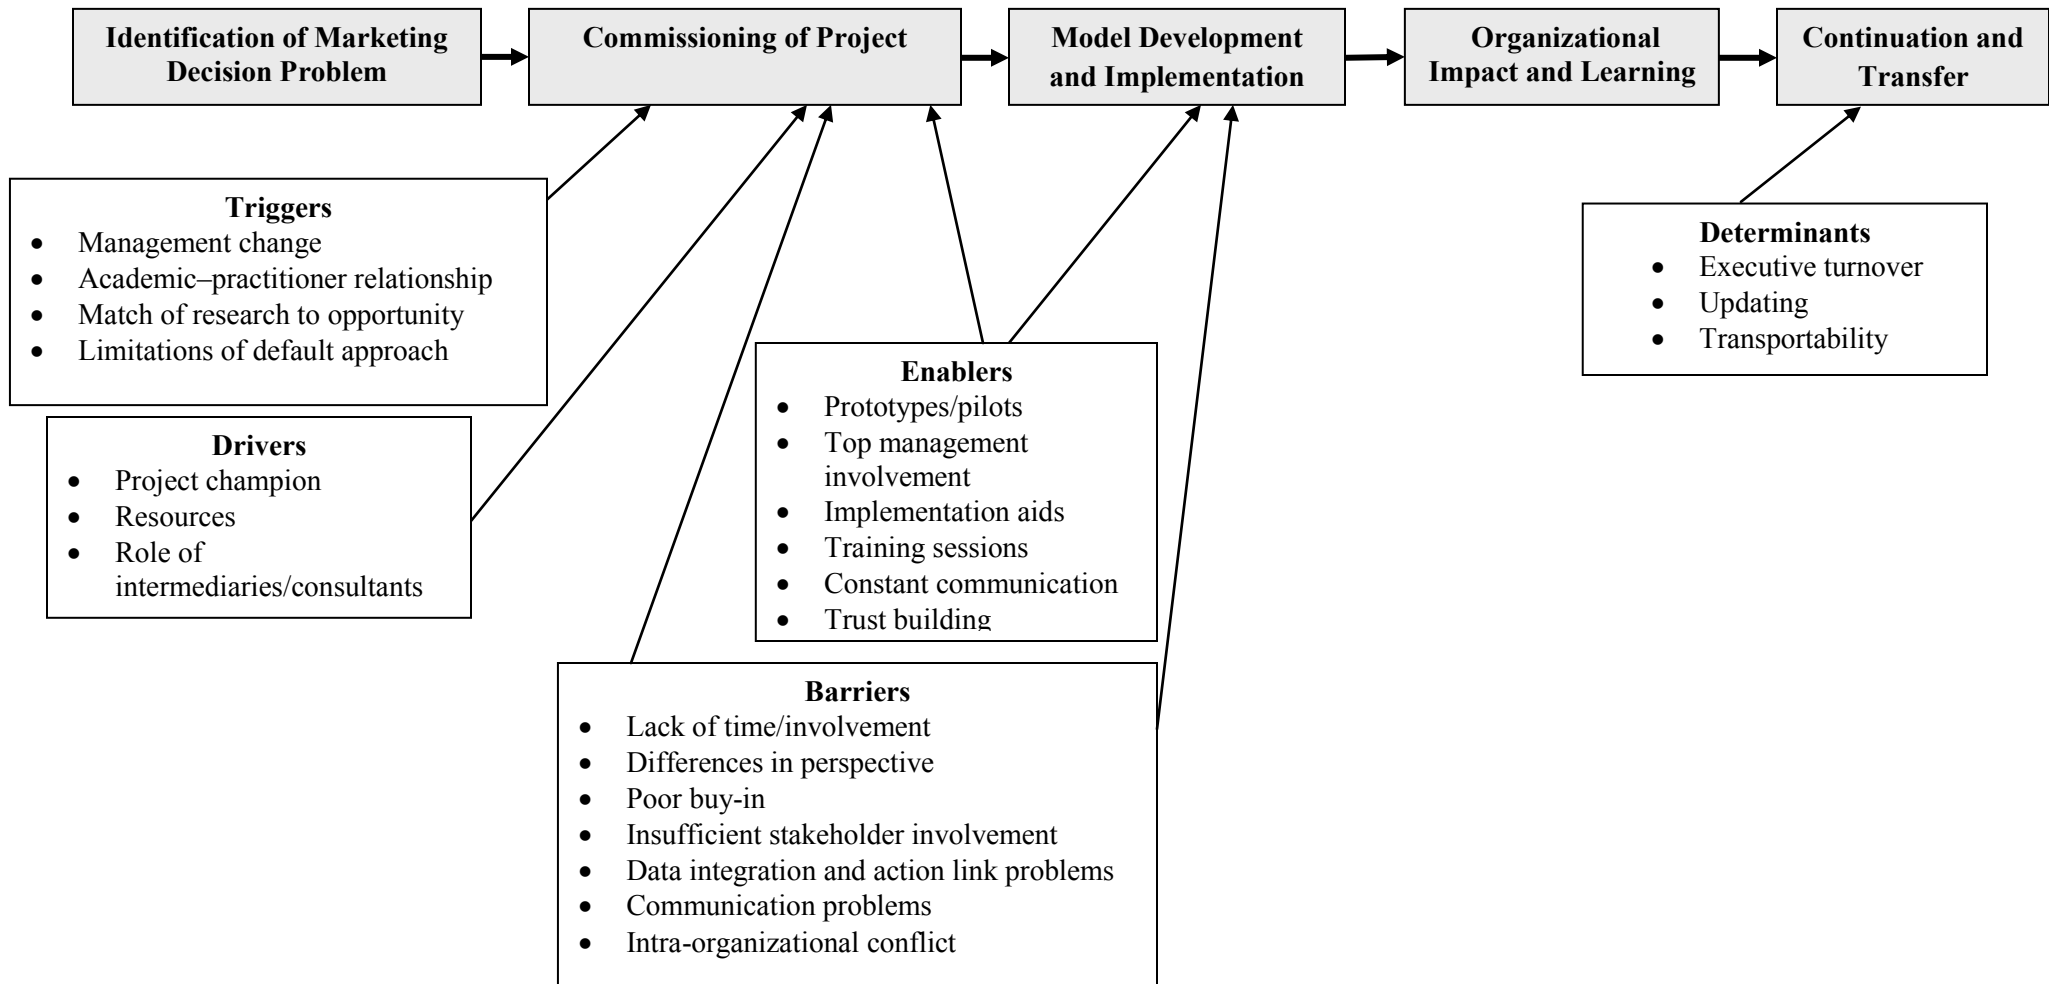 Identification of Marketing
Decision Problem
Commissioning of Project
Model Development
and Implementation
Organizational
Impact and Learning
Continuation and
Transfer
Triggers
• Management change
• Academic–practitioner relationship
• Match of research to opportunity
• Limitations of default approach
Drivers
• Project champion
• Resources
• Role of
intermediaries/consultants
Enablers
• Prototypes/pilots
• Top management
involvement
• Implementation aids
• Training sessions
• Constant communication
• Trust building
Barriers
• Lack of time/involvement
• Differences in perspective
• Poor buy-in
• Insufficient stakeholder involvement
• Data integration and action link problems
• Communication problems
• Intra-organizational conflict
Determinants
• Executive turnover
• Updating
• Transportability